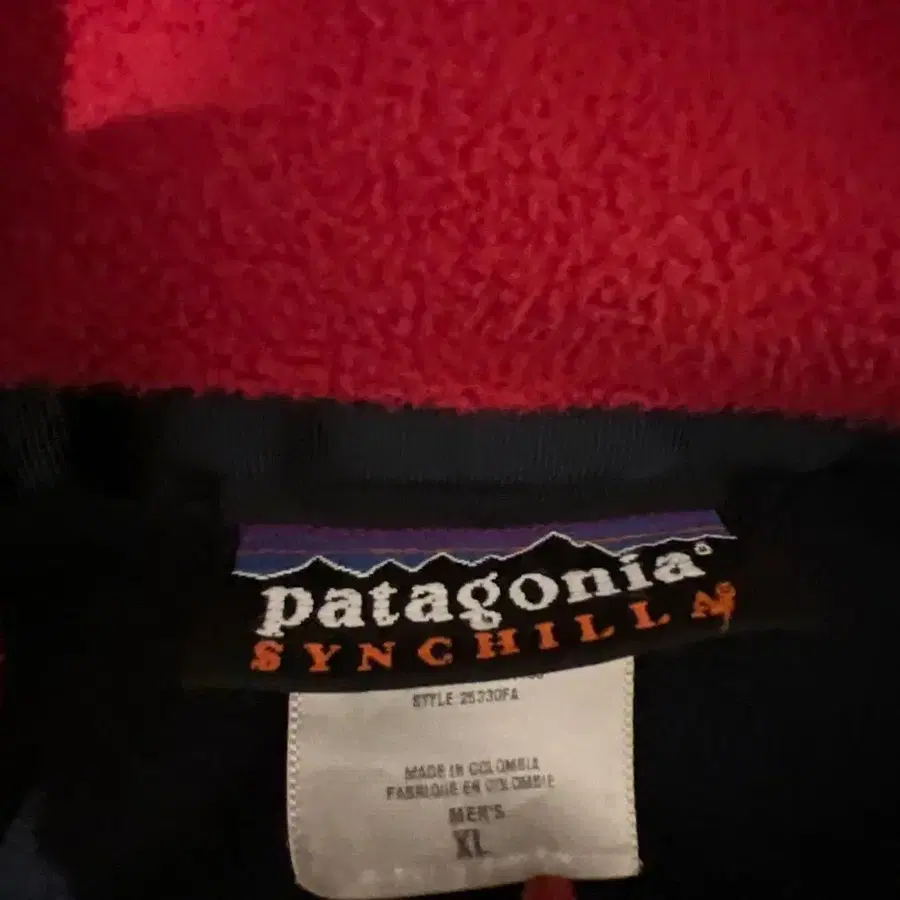 patagonia®
SYNCHILLA
STYLE 25330FA
MADE IN COLOMBIA
FABRIQUE EN COLOMBIE
MEN'S
XL